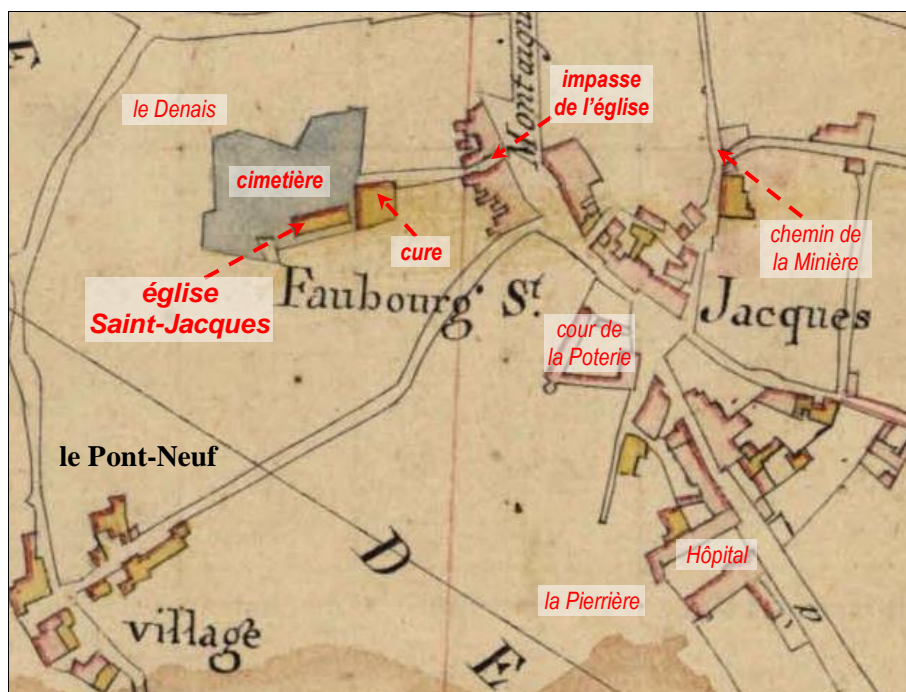 E
le Denais
Montaigu
impasse
de l'église
cimetière
cure
chemin de
la Minière
église
Saint-Jacques
Faubourg St. Jacques
cour de
la Poterie
le Pont-Neuf
D
Hôpital
la Pierrière
village
E